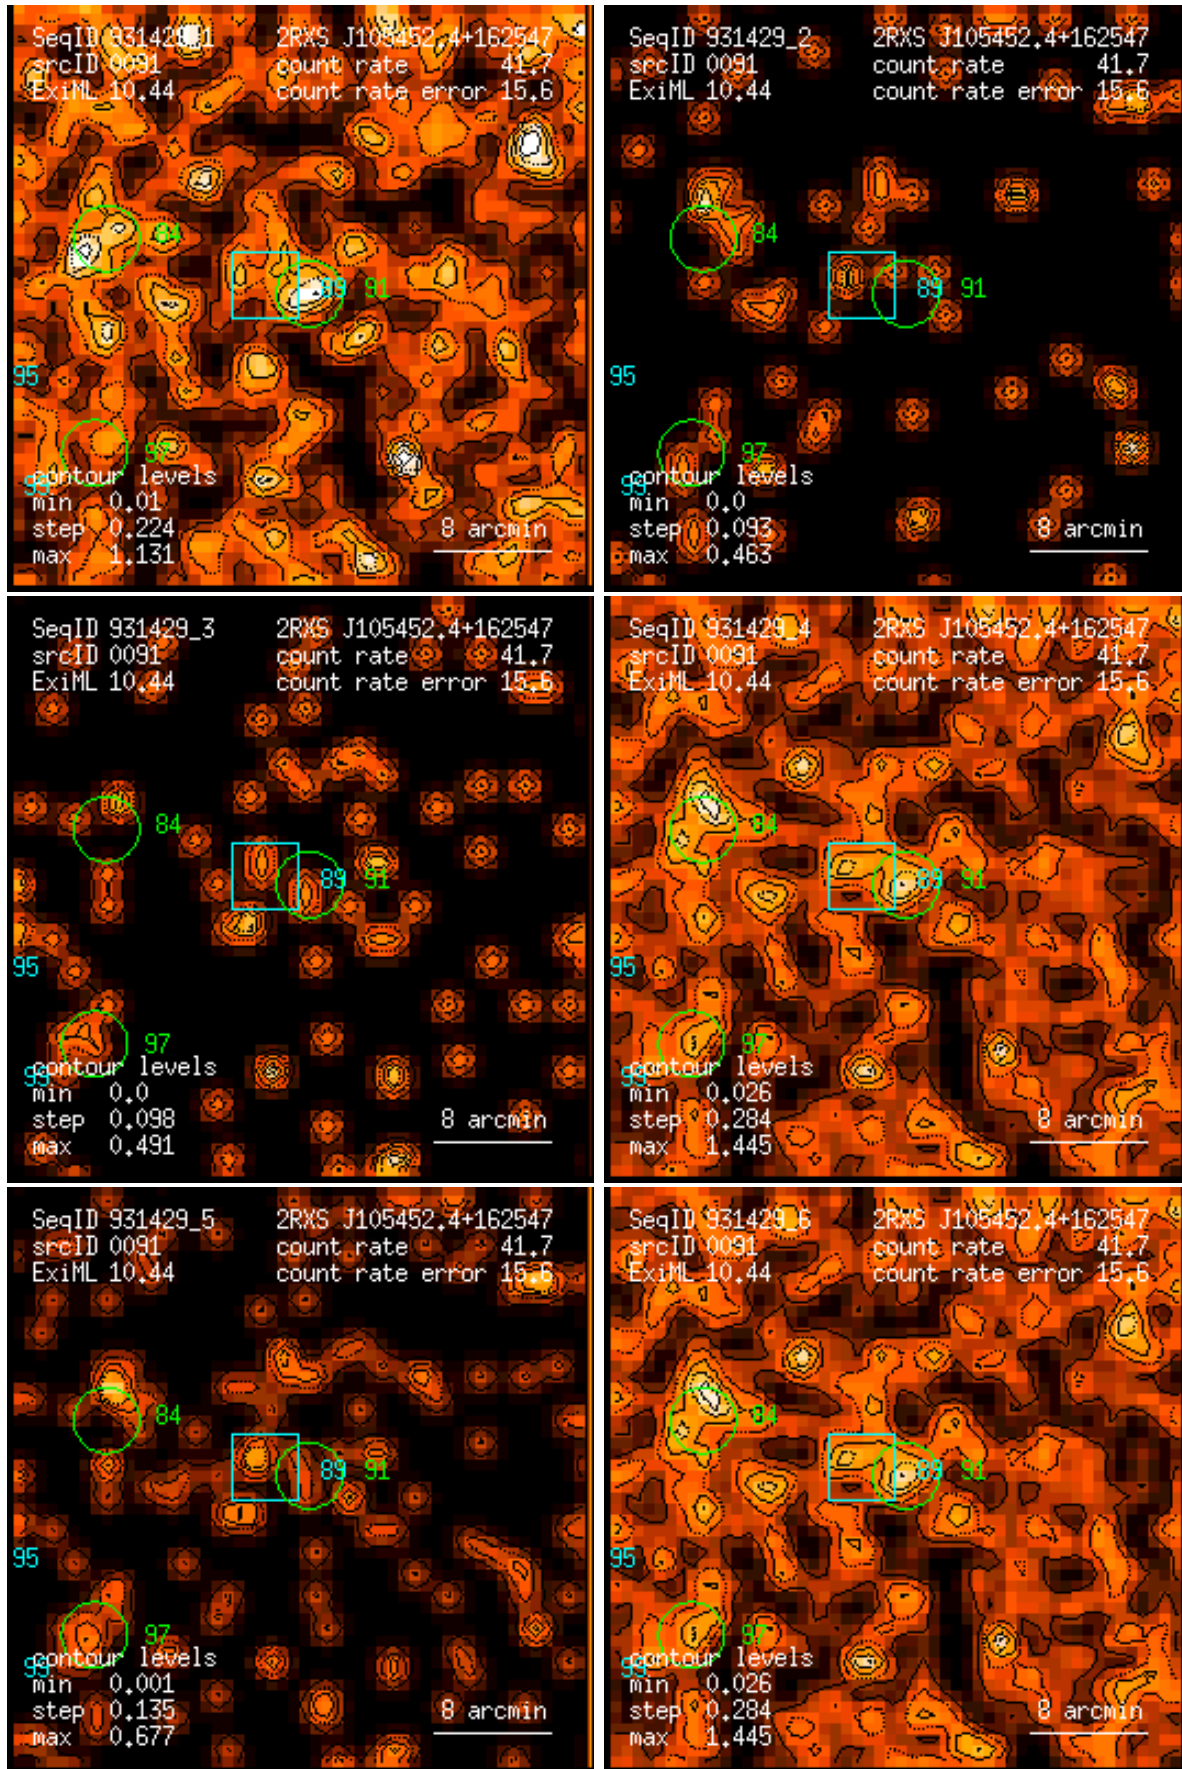 SeqID 931429_1 2RXS J105452.4+162547
srcID 0091 count rate 41.7
ExiML 10.44 count rate error 15.6
84
89 91
95
97
99
contour levels
min 0.01
step 0.224 8 arcmin
max 1.131
SeqID 931429_2 2RXS J105452.4+162547
srcID 0091 count rate 41.7
ExiML 10.44 count rate error 15.6
84
89 91
95
97
99
contour levels
min 0.0
step 0.093 8 arcmin
max 0.463
SeqID 931429_3 2RXS J105452.4+162547
srcID 0091 count rate 41.7
ExiML 10.44 count rate error 15.6
84
89 91
95
97
99
contour levels
min 0.0
step 0.098 8 arcmin
max 0.491
SeqID 931429_4 2RXS J105452.4+162547
srcID 0091 count rate 41.7
ExiML 10.44 count rate error 15.6
84
89 91
95
97
99
contour levels
min 0.026
step 0.284 8 arcmin
max 1.445
SeqID 931429_5 2RXS J105452.4+162547
srcID 0091 count rate 41.7
ExiML 10.44 count rate error 15.6
84
89 91
95
97
99
contour levels
min 0.001
step 0.135 8 arcmin
max 0.677
SeqID 931429_6 2RXS J105452.4+162547
srcID 0091 count rate 41.7
ExiML 10.44 count rate error 15.6
84
89 91
95
97
99
contour levels
min 0.026
step 0.284 8 arcmin
max 1.445